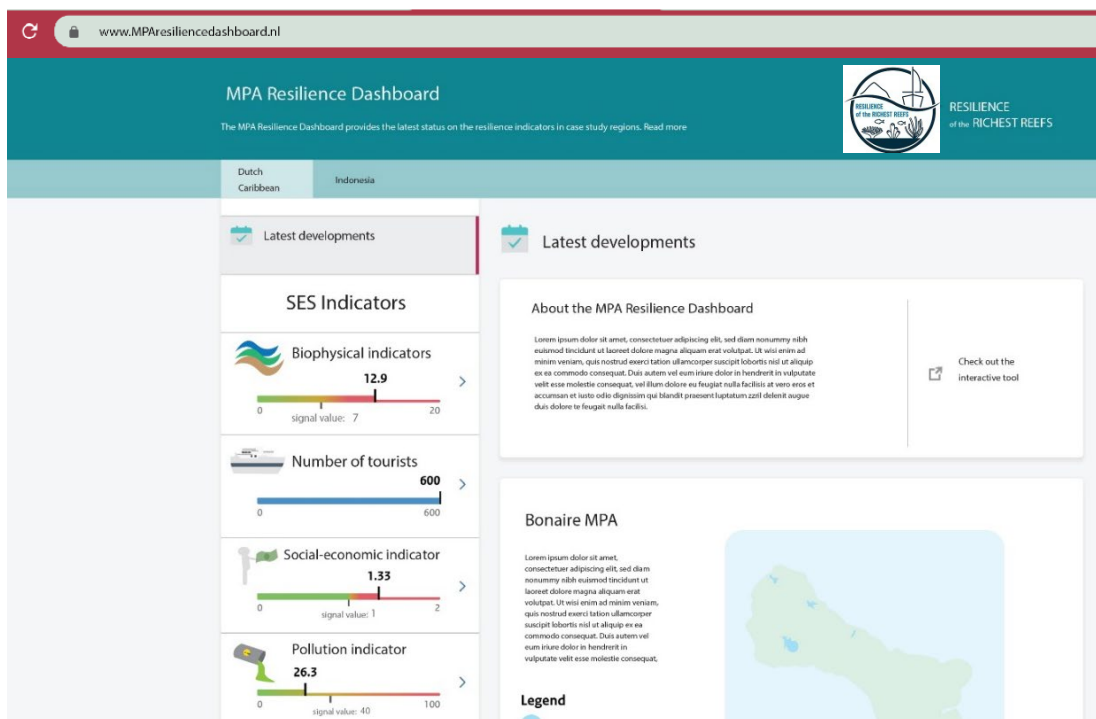 www.MPAresiliencedashboard.nl
MPA Resilience Dashboard
The MPA Resilience Dashboard provides the latest status on the resilience indicators in case study regions. Read more
RESILIENCE
of the RICHEST REEFS
RESILIENCE
of the RICHEST REEFS
Dutch
Caribbean
Indonesia
Latest developments
SES Indicators
Biophysical indicators
12.9
0
20
signal value: 7
Number of tourists
600
0
600
Social-economic indicator
1.33
0
2
signal value: 1
Pollution indicator
26.3
0
100
signal value: 40
Latest developments
About the MPA Resilience Dashboard
Lorem ipsum dolor sit amet, consectetuer adipiscing elit, sed diam nonummy nibh
euismod tincidunt ut laoreet dolore magna aliquam erat volutpat. Ut wisi enim ad
minim veniam, quis nostrud exerci tation ullamcorper suscipit lobortis nisl ut aliquip
ex ea commodo consequat. Duis autem vel eum iriure dolor in hendrerit in vulputate
velit esse molestie consequat, vel illum dolore eu feugiat nulla facilisis at vero eros et
accumsan et iusto odio dignissim qui blandit praesent luptatum zzril delenit augue
duis dolore te feugait nulla facilisi.
Check out the
interactive tool
Bonaire MPA
Lorem ipsum dolor sit amet,
consectetuer adipiscing elit, sed diam
nonummy nibh euismod tincidunt ut
laoreet dolore magna aliquam erat
volutpat. Ut wisi enim ad minim veniam,
quis nostrud exerci tation ullamcorper
suscipit lobortis nisl ut aliquip ex ea
commodo consequat. Duis autem vel
eum iriure dolor in hendrerit in
vulputate velit esse molestie consequat,
Legend